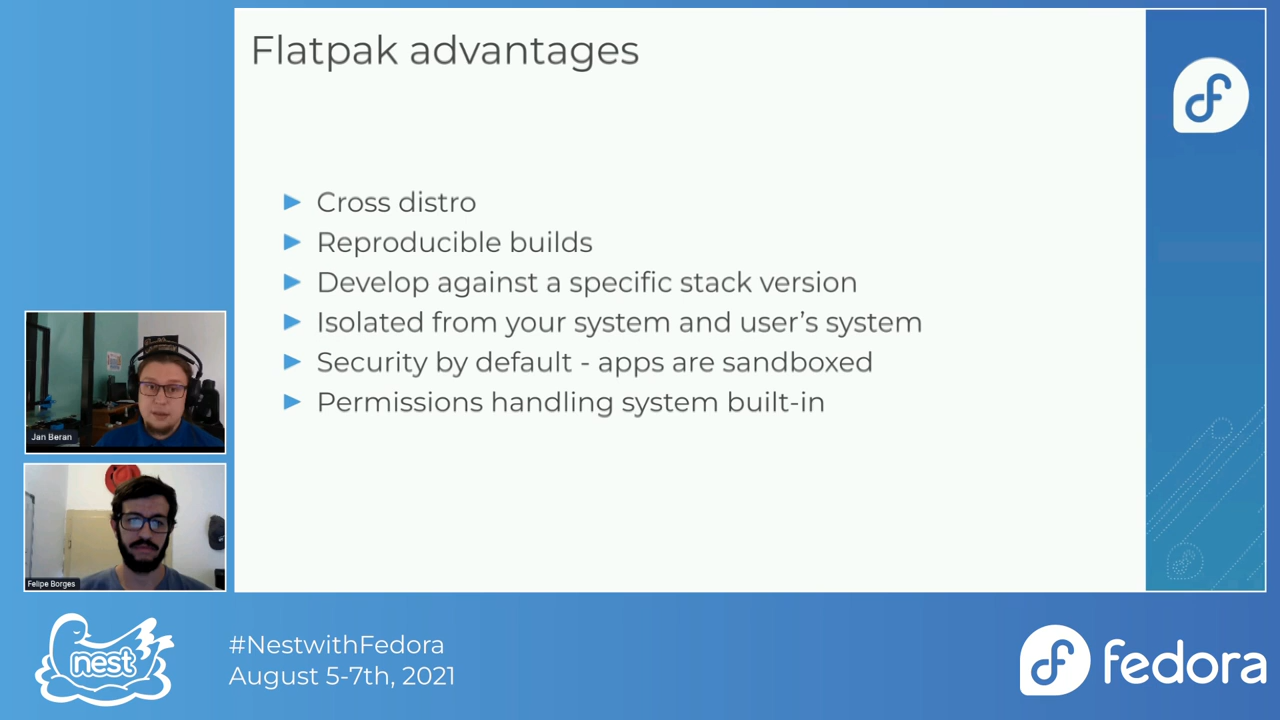 Flatpak advantages
Cross distro
Reproducible builds
Develop against a specific stack version
Isolated from your system and user’s system
Security by default - apps are sandboxed
Permissions handling system built-in
Jan Beran
Felipe Borges
nest
#NestwithFedora
August 5-7th, 2021
fedora